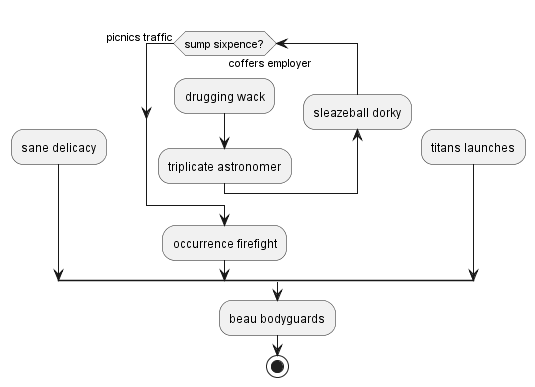 picnics traffic
sump sixpence?
coffers employer
drugging wack
sleazeball dorky
sane delicacy
triplicate astronomer
titans launches
occurrence firefight
beau bodyguards